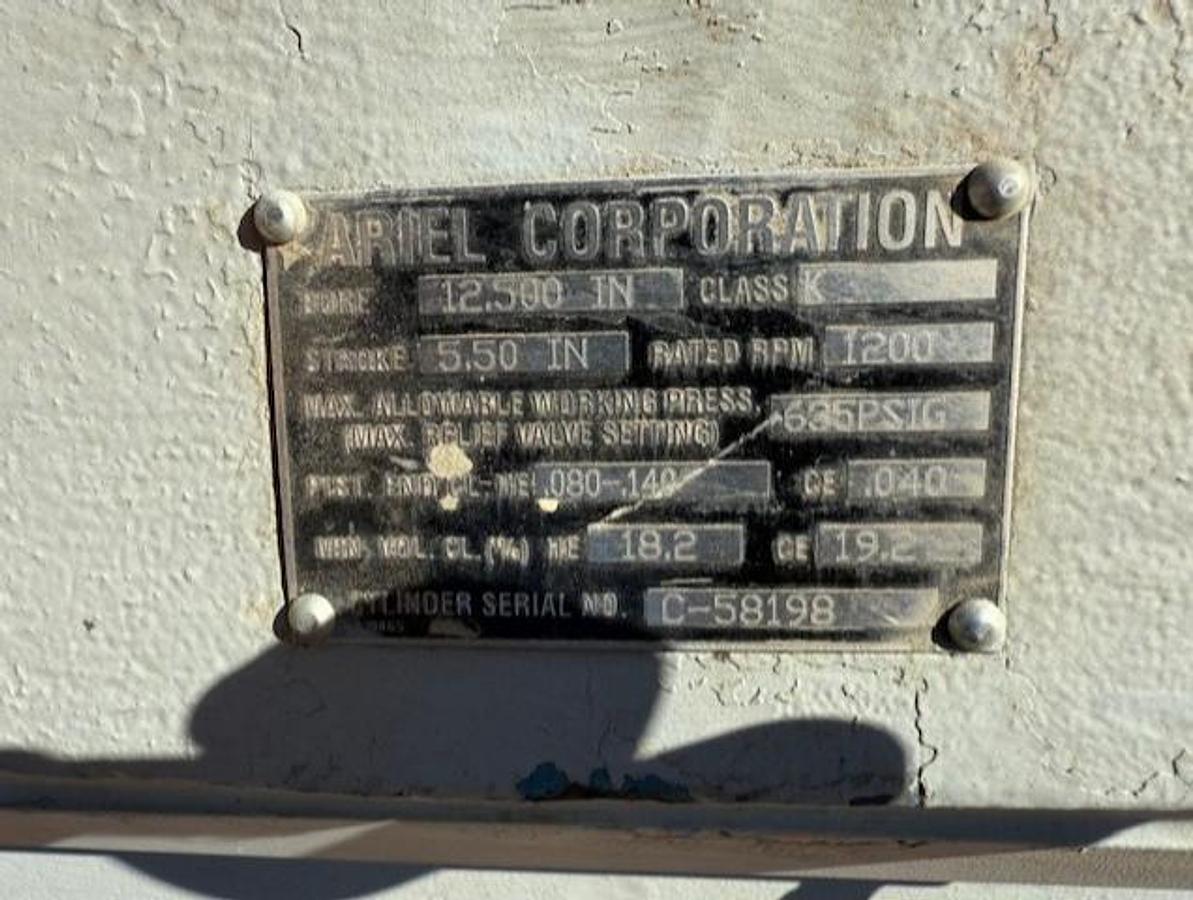 ARIEL CORPORATION
BORE 12.500 IN CLASS K
STROKE 5.50 IN RATED RPM 1200
MAX. ALLOWABLE WORKING PRESS. 635PSIG
(MAX. RELIEF VALVE SETTING)
PIST. END CL-HE .080-.140 CE .040
MIN. VOL. CL. (%) HE 18.2 CE 19.2
CYLINDER SERIAL NO. C-58198